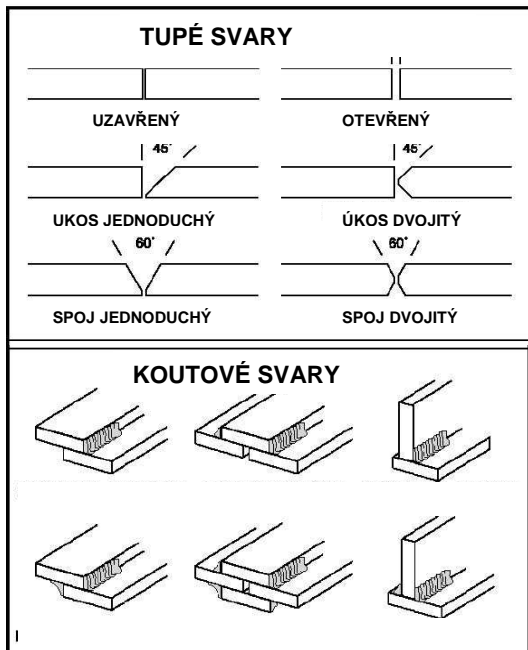 TUPÉ SVARY
UZAVŘENÝ
OTEVŘENÝ
45°
45°
UKOS JEDNODUCHÝ
ÚKOS DVOJITÝ
60°
60°
SPOJ JEDNODUCHÝ
SPOJ DVOJITÝ
KOUTOVÉ SVARY